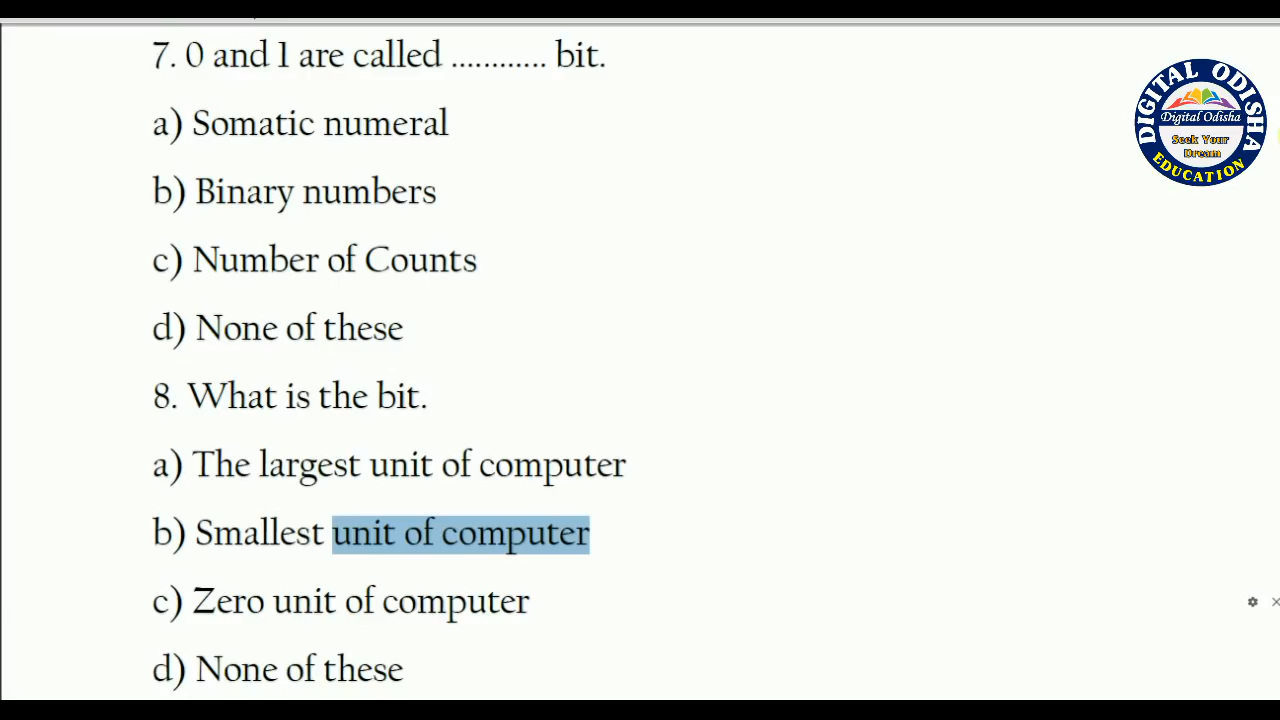 7. 0 and 1 are called ............ bit.
a) Somatic numeral
b) Binary numbers
c) Number of Counts
d) None of these
8. What is the bit.
a) The largest unit of computer
b) Smallest unit of computer
c) Zero unit of computer
d) None of these
DIGITAL ODISHA
Digital Odisha
Seek Your
Dream
EDUCATION